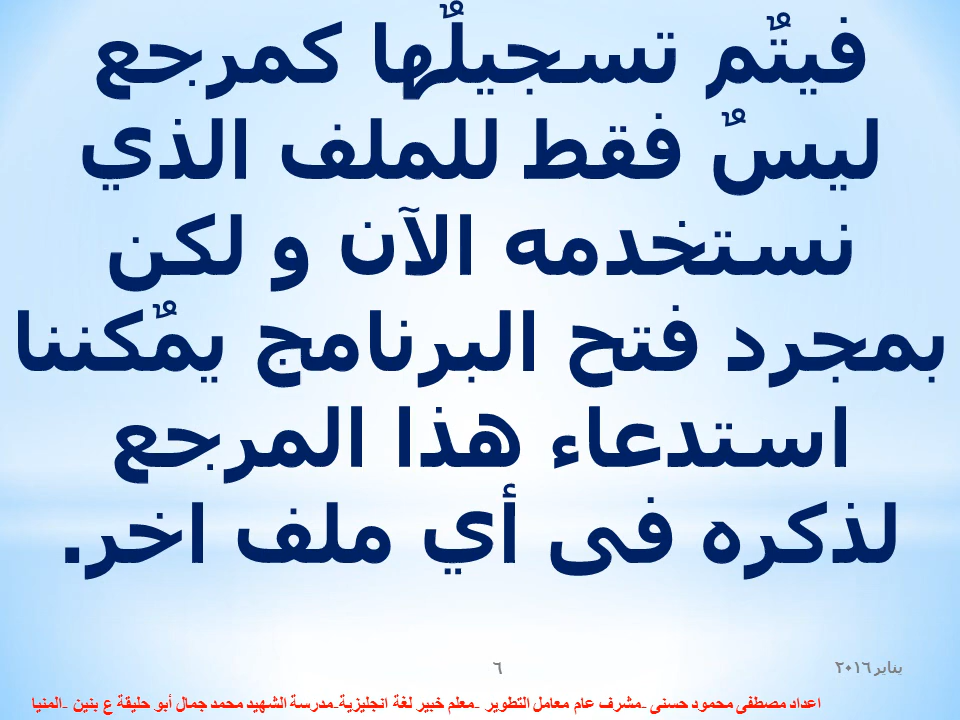 فيتٌم تسجيلٌها كمرجع
ليسٌ فقط للملف الذي
نستخدمه الآن و لكن
بمجرد فتح البرنامج يمٌكننا
استدعاء هذا المرجع
لذكره فى أي ملف اخر.
يناير ٢٠١٦
٦
اعداد مصطفى محمود حسنى -مشرف عام معامل التطوير -معلم خبير لغة انجليزية-مدرسة الشهيد محمد جمال أبو حليقة ع بنين -المنيا